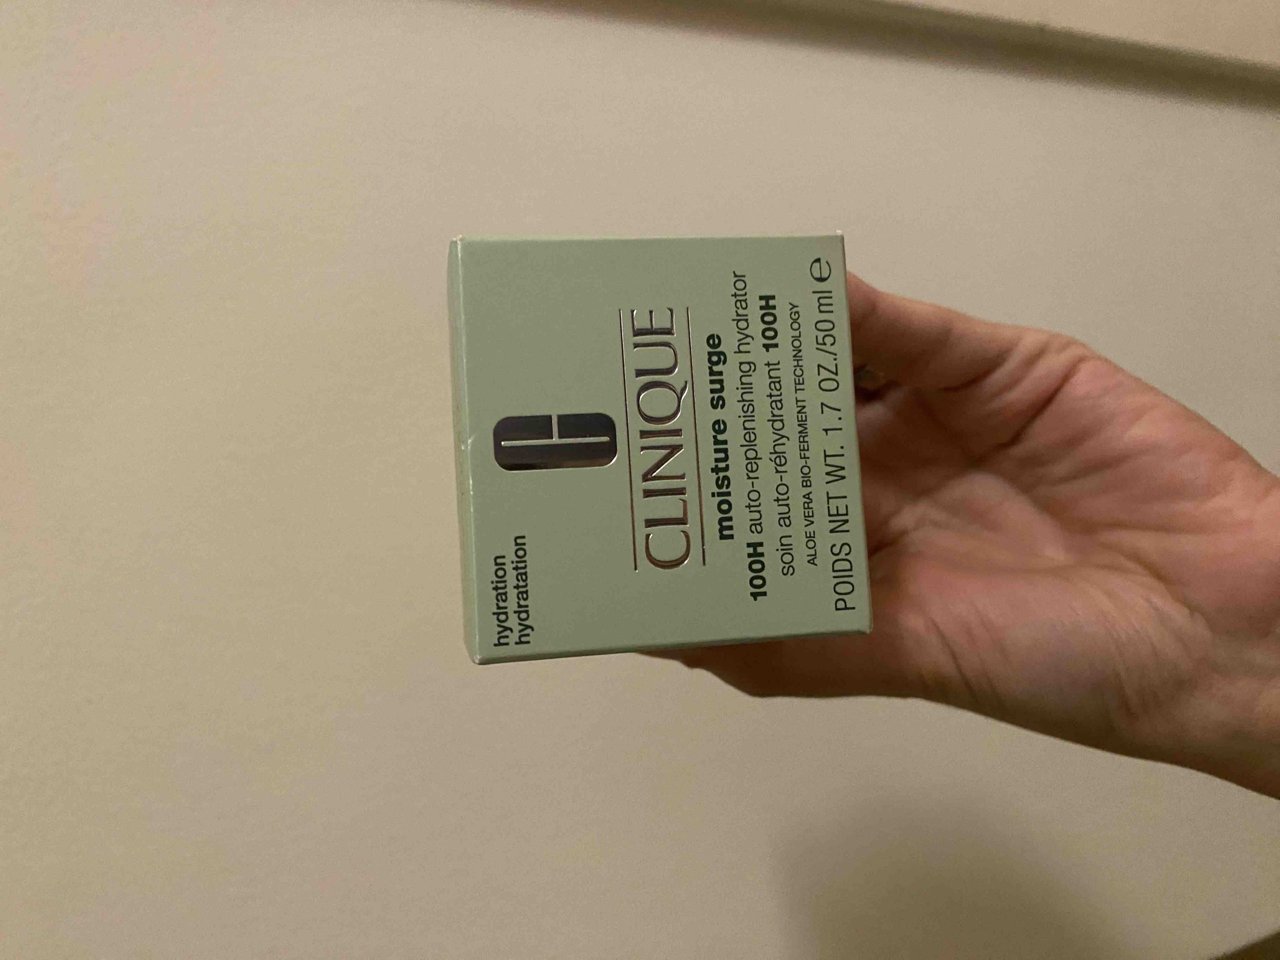 hydration
hydratation
CLINIQUE
moisture surge
100H auto-replenishing hydrator
soin auto-réhydratant 100H
ALOE VERA BIO-FERMENT TECHNOLOGY
POIDS NET WT. 1.7 OZ./50 ml ℮